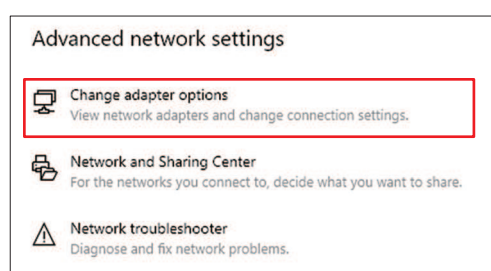 Advanced network settings
Change adapter options
View network adapters and change connection settings.
Network and Sharing Center
For the networks you connect to, decide what you want to share.
Network troubleshooter
Diagnose and fix network problems.